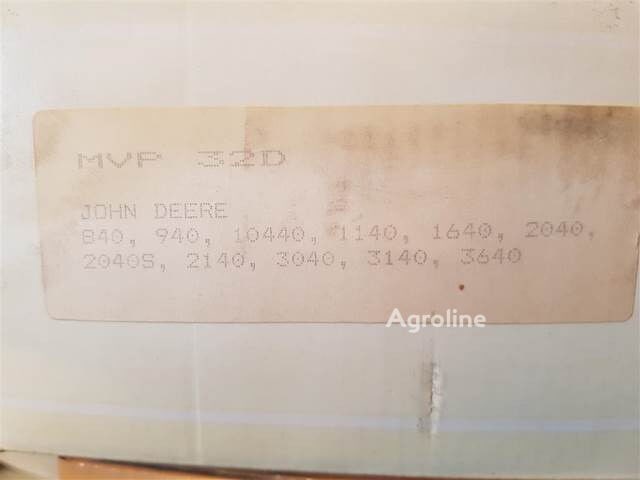 MVP 32D
JOHN DEERE
840, 940, 10440, 1140, 1640, 2040,
2040S, 2140, 3040, 3140, 3640
Agroline